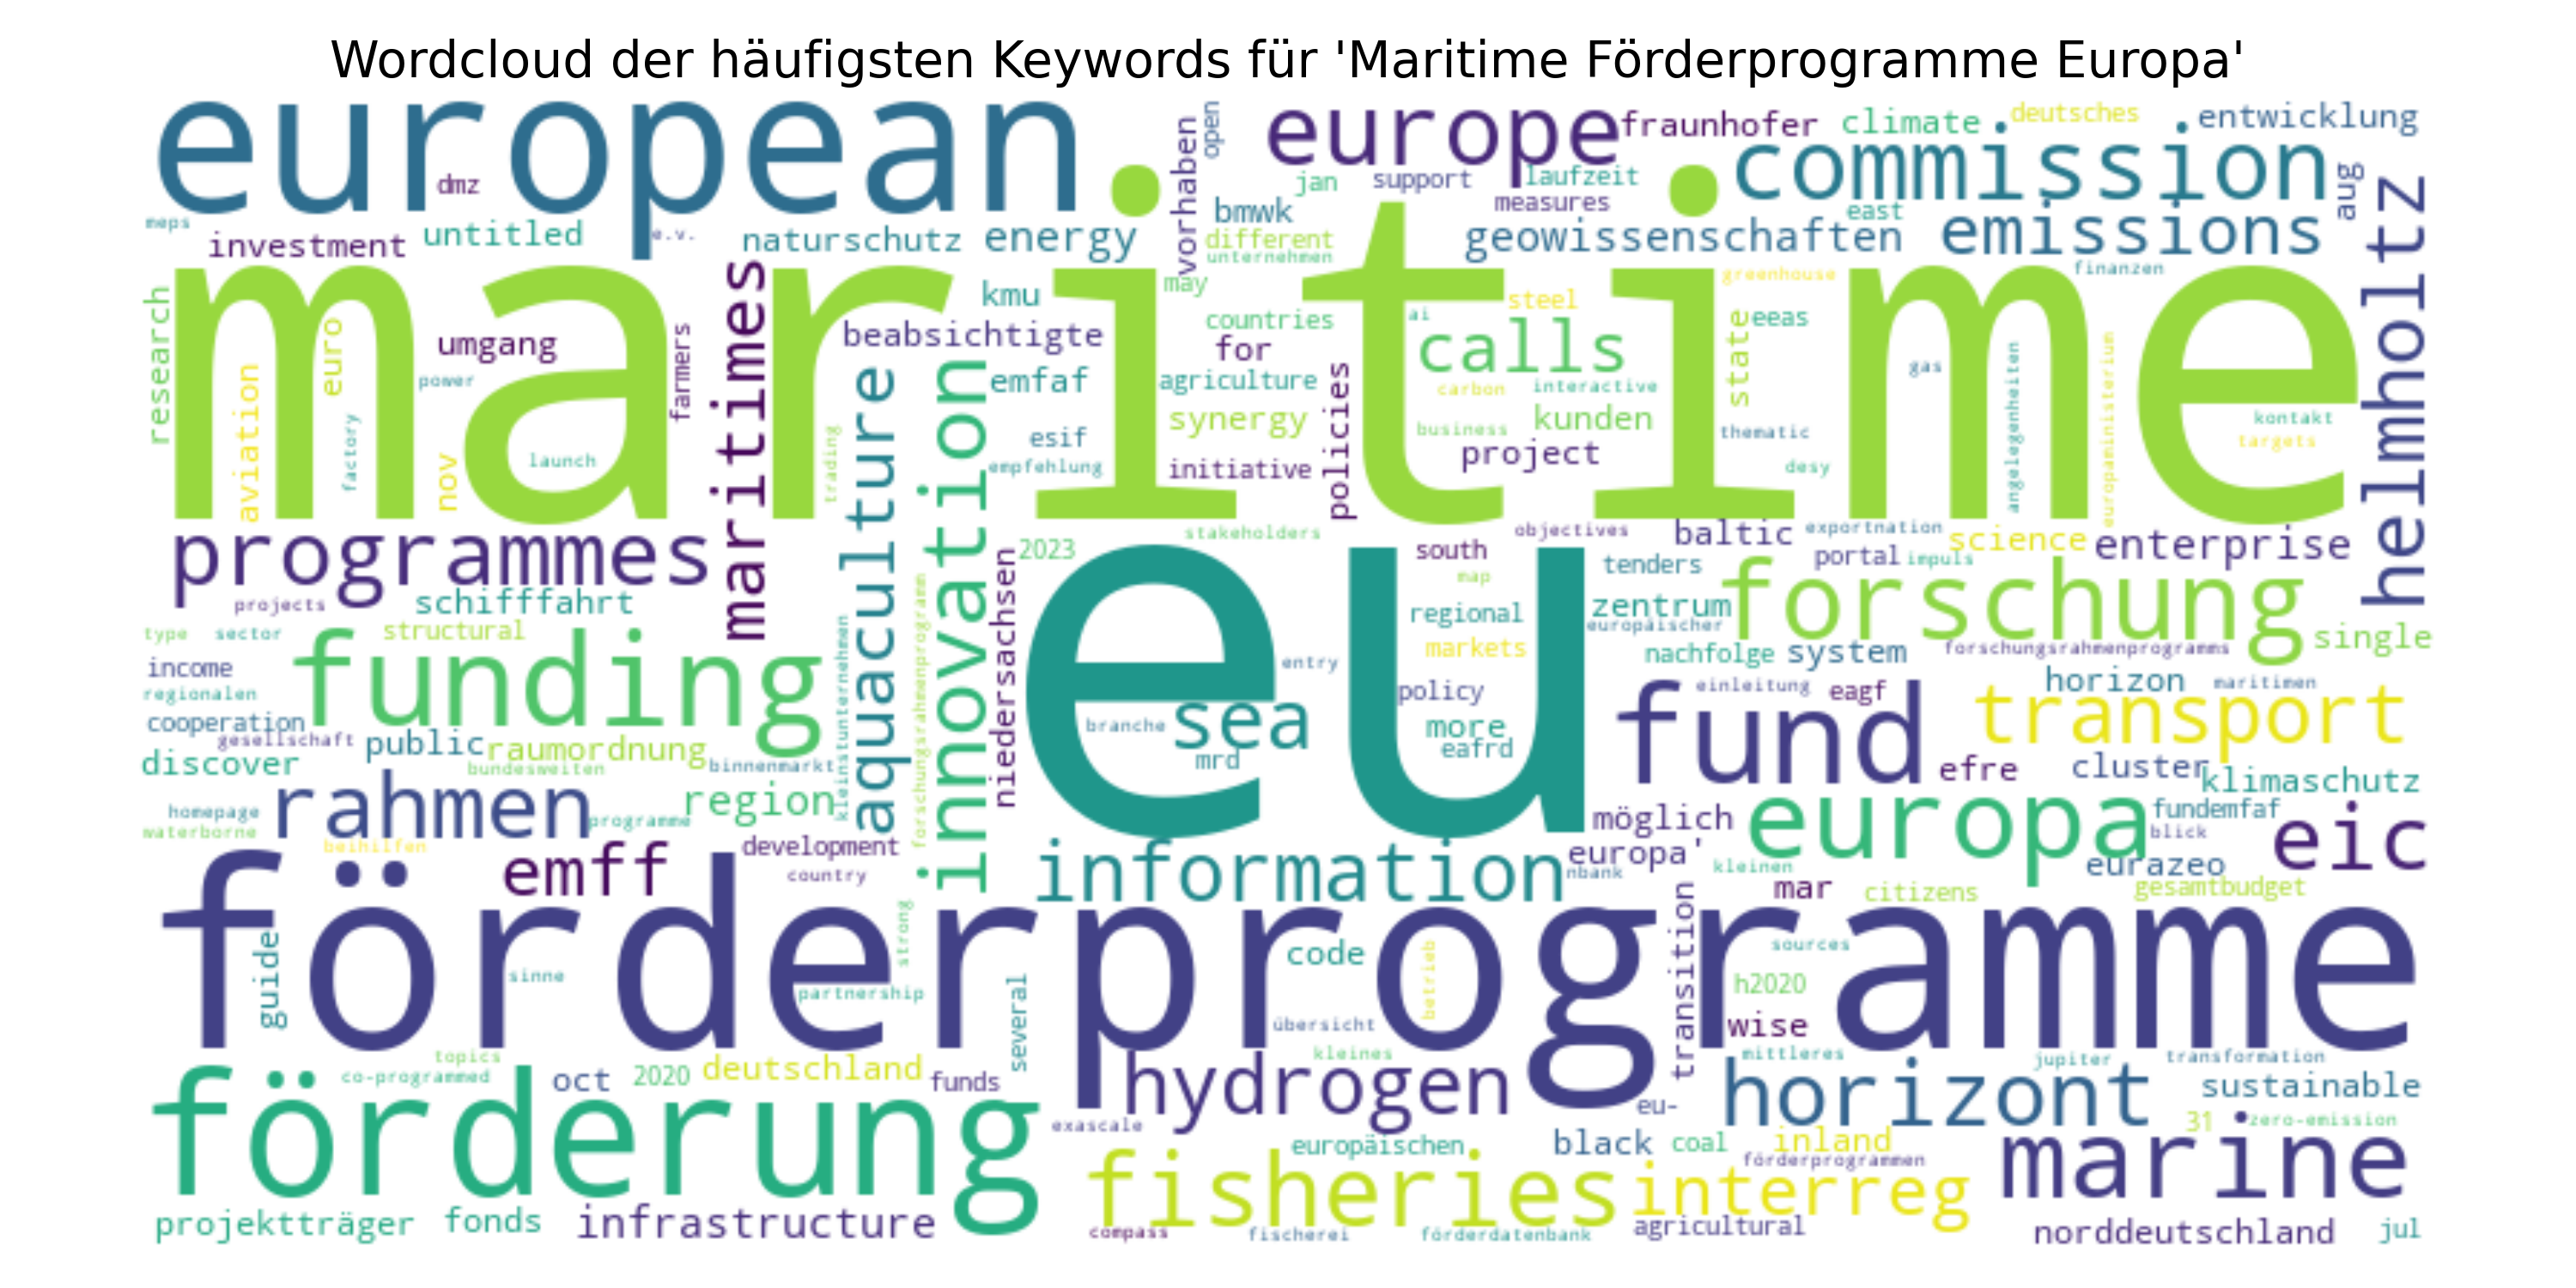 Wordcloud der häufigsten Keywords für 'Maritime Förderprogramme Europa'
european
europe
fraunhofer
climate
deutsches
entwicklung
open
vorhaben
dmz
jan
support
laufzeit
commission
aug
meps
investment
untitled
e.v.
naturschutz
energy
bmwk
different
unternehmen
measures
east
geowissenschaften
emissions
helmholtz
finanzen
maritime
research
aviation
euro
umgang
power
factory
nov
launch
farmers
maritimes
trading
kmu
beabsichtigte
may
countries
for
emfaf
agriculture
synergy
esif
empfehlung
initiative
policies
ai
steel
greenhouse
calls
carbon
interactive
business
kunden
project
state
eeas
thematic
desy
gas
angelegenheiten
europaministerium
kontakt
targets
aquaculture
innovation
programmes
stakeholders
objectives
baltic
exportnation
science
enterprise
2023
south
map
tenders
portal
impuls
projects
schifffahrt
niedersachsen
eu
regional
zentrum
europäischer
forschung
type
sector
structural
markets
nachfolge
system
forschungsrahmenprogramms
single
income
funding
kleinstunternehmen
forschungsrahmenprogramm
entry
policy
einleitung
eagf
horizon
maritimen
regionalen
cooperation
gesellschaft
public
raumordnung
branche
sea
mrd
more
eafrd
fund
transport
discover
bundesweiten
binnenmarkt
efre
cluster
klimaschutz
homepage
rahmen
programme
region
möglich
europa
fundemfaf
blick
eic
waterborne
beihilfen
emff
development
country
information
europa'
nbank
kleinen
eurazeo
mar
citizens
gesamtbudget
förderprogramme
guide
sinne
strong
partnership
several
code
betrieb
übersicht
transition
sources
h2020
wise
topics
co-programmed
oct
2020
deutschland
funds
kleines
mittleres
jupiter
transformation
förderung
hydrogen
eu-
horizont
sustainable
exascale
europäischen
black
coal
inland
31
zero-emission
förderprogrammen
marine
fisheries
interreg
projektträger
fonds
infrastructure
compass
fischerei
förderdatenbank
agricultural
norddeutschland
jul